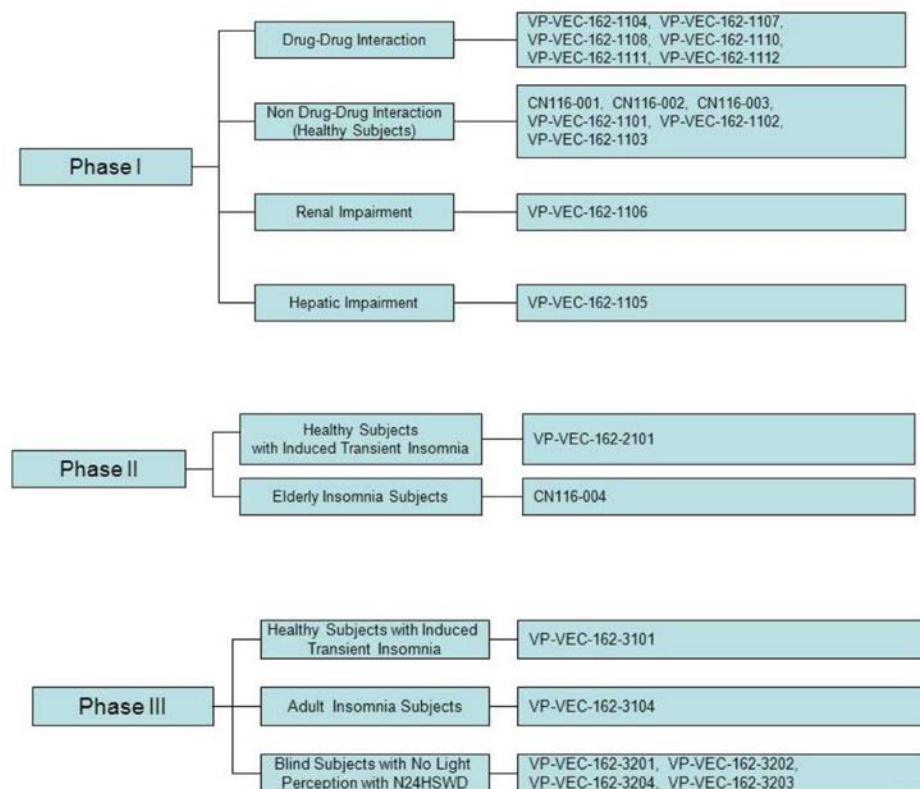 Phase I
Drug-Drug Interaction
VP-VEC-162-1104, VP-VEC-162-1107,
VP-VEC-162-1108, VP-VEC-162-1110,
VP-VEC-162-1111, VP-VEC-162-1112
Non Drug-Drug Interaction
(Healthy Subjects)
CN116-001, CN116-002, CN116-003,
VP-VEC-162-1101, VP-VEC-162-1102,
VP-VEC-162-1103
Renal Impairment
VP-VEC-162-1106
Hepatic Impairment
VP-VEC-162-1105
Phase II
Healthy Subjects
with Induced Transient Insomnia
VP-VEC-162-2101
Elderly Insomnia Subjects
CN116-004
Phase III
Healthy Subjects with Induced
Transient Insomnia
VP-VEC-162-3101
Adult Insomnia Subjects
VP-VEC-162-3104
Blind Subjects with No Light
Perception with N24HSWD
VP-VEC-162-3201, VP-VEC-162-3202,
VP-VEC-162-3204, VP-VEC-162-3203